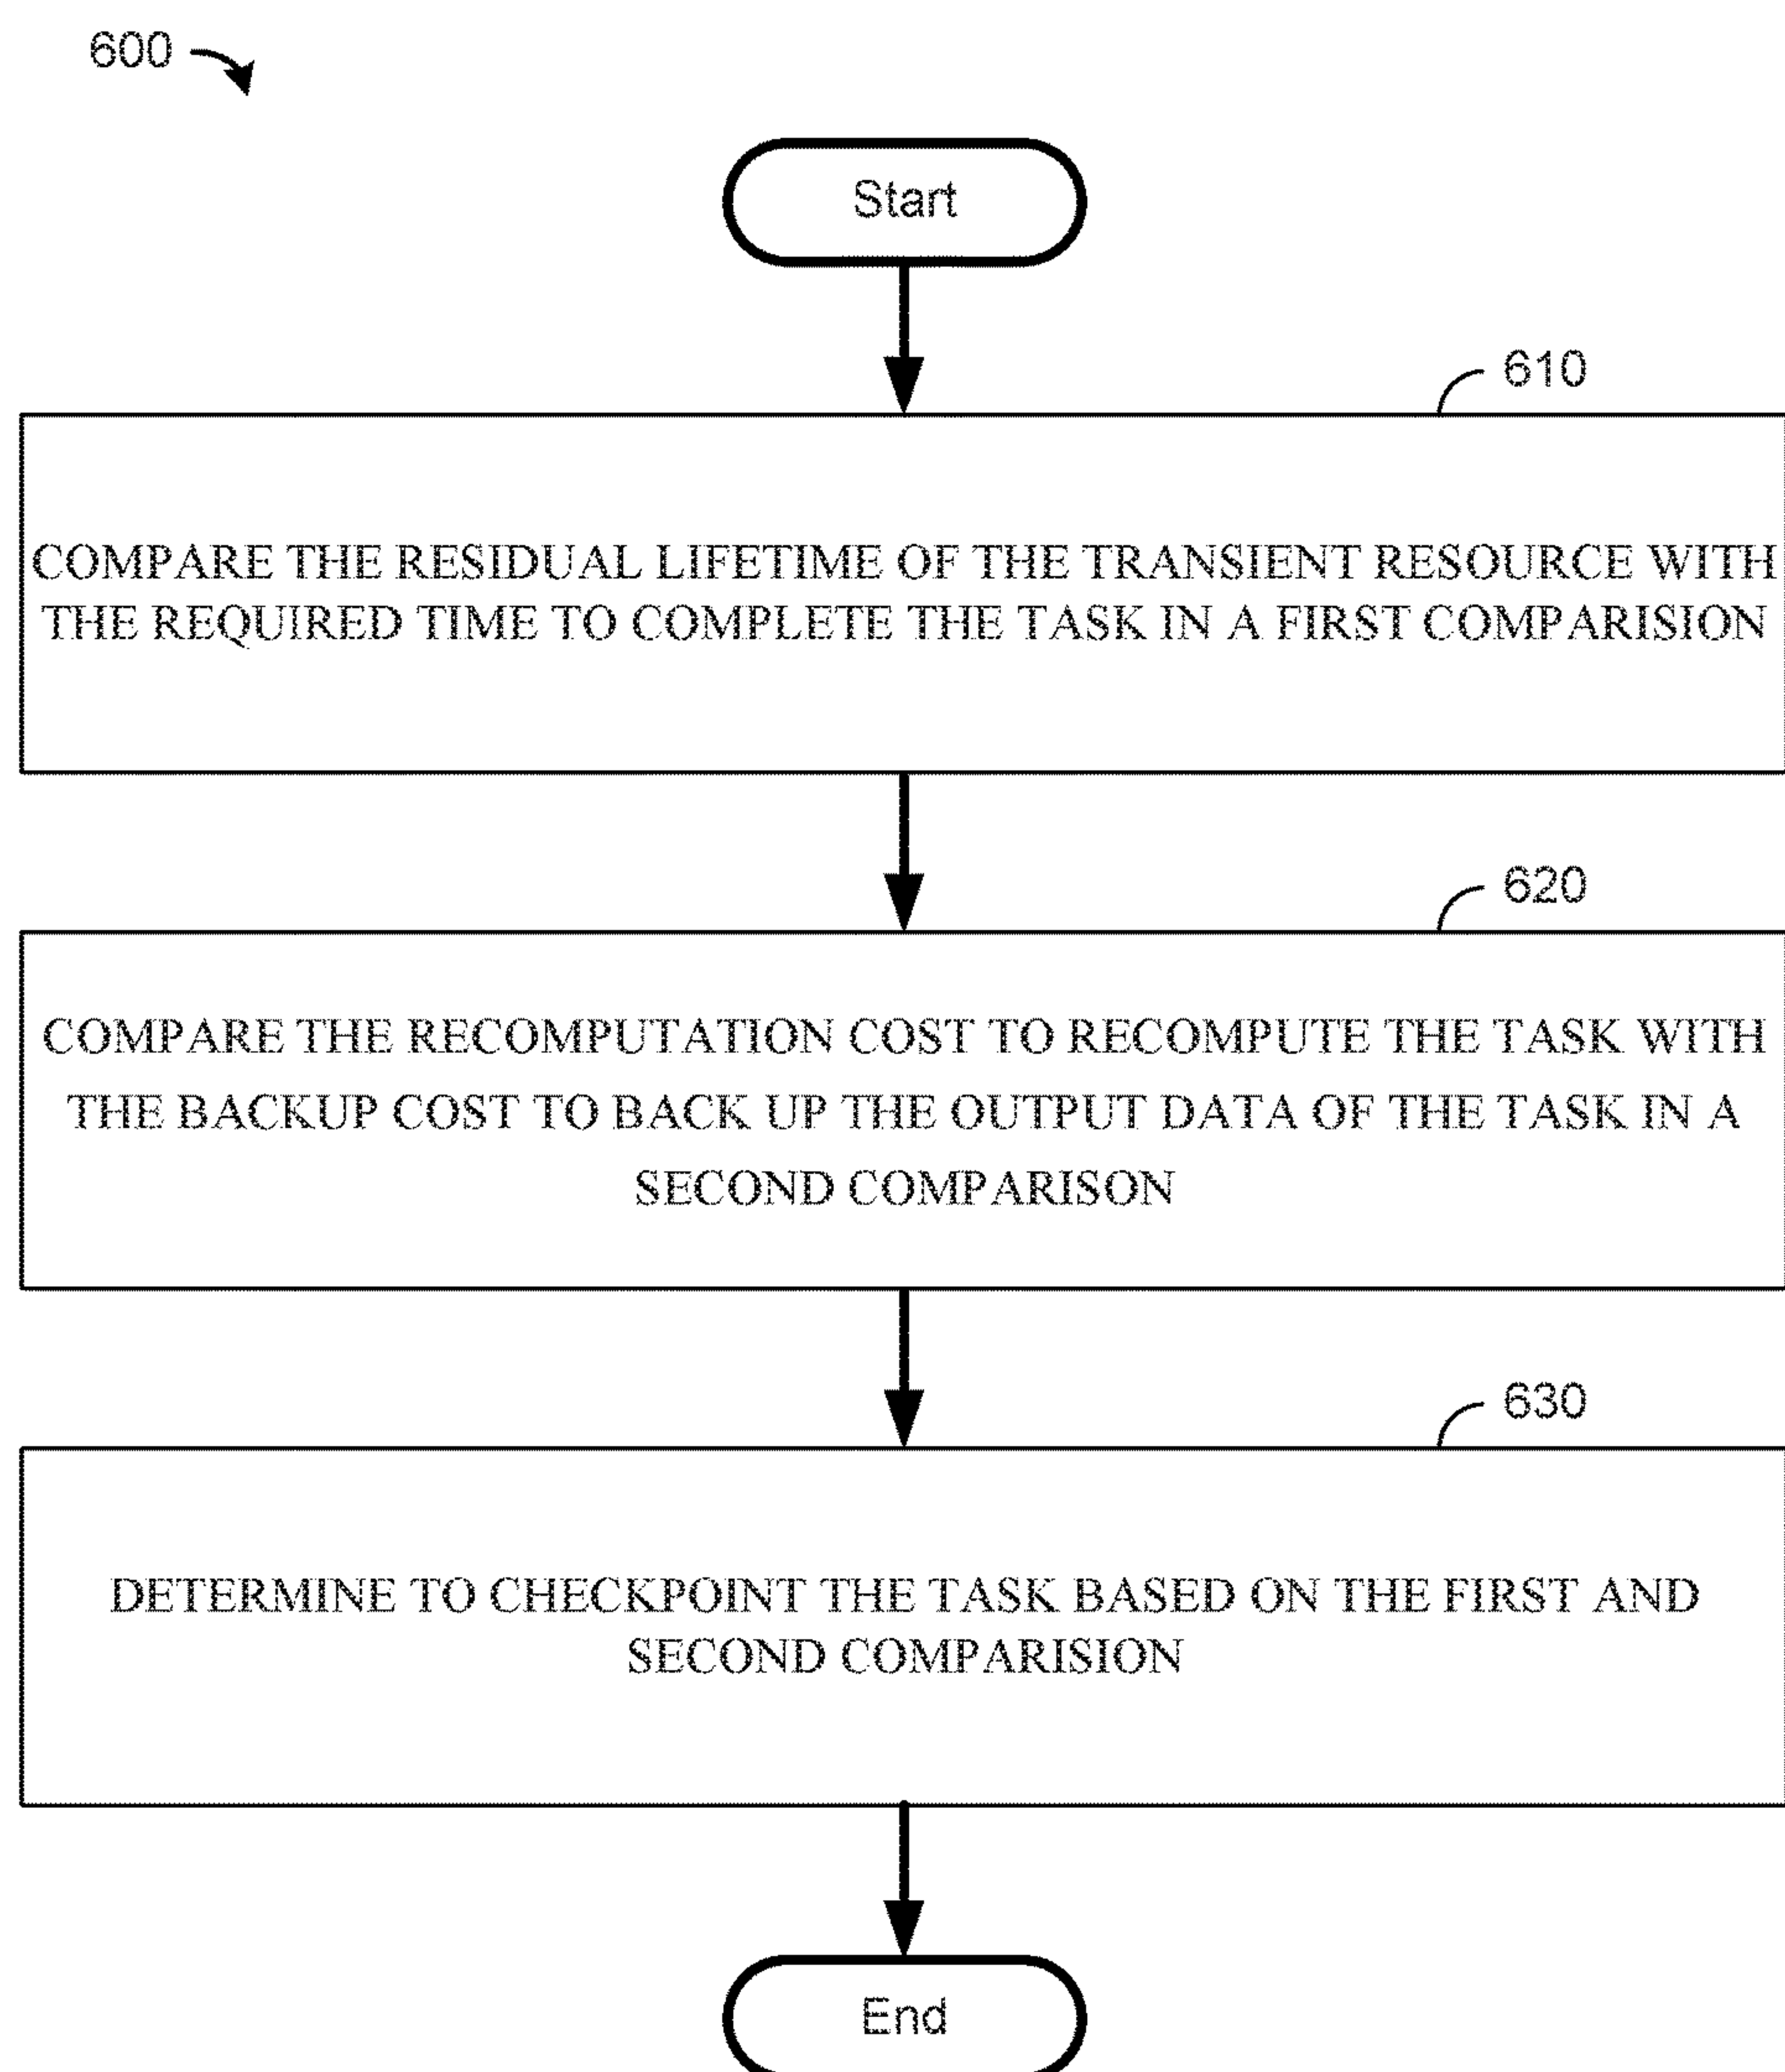 600
Start
610
COMPARE THE RESIDUAL LIFETIME OF THE TRANSIENT RESOURCE WITH
THE REQUIRED TIME TO COMPLETE THE TASK IN A FIRST COMPARISION
620
COMPARE THE RECOMPUTATION COST TO RECOMPUTE THE TASK WITH
THE BACKUP COST TO BACK UP THE OUTPUT DATA OF THE TASK IN A
SECOND COMPARISON
630
DETERMINE TO CHECKPOINT THE TASK BASED ON THE FIRST AND
SECOND COMPARISION
End